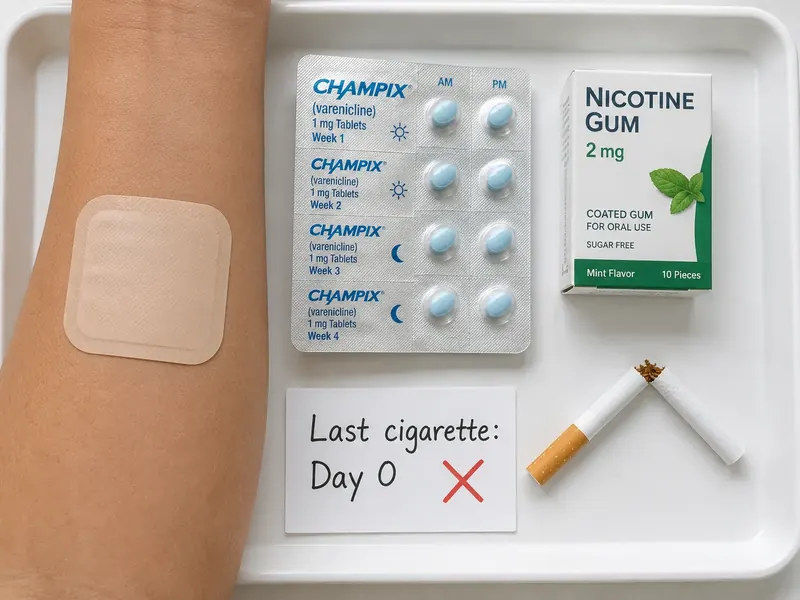 AM PM
CHAMPIX®
(varenicline)
1 mg Tablets
Week 1
CHAMPIX®
(varenicline)
1 mg Tablets
Week 2
CHAMPIX®
(varenicline)
1 mg Tablets
Week 3
CHAMPIX®
(varenicline)
1 mg Tablets
Week 4
NICOTINE
GUM
2 mg
COATED GUM
FOR ORAL USE
SUGAR FREE
Mint Flavor 10 Pieces
Last cigarette:
Day 0